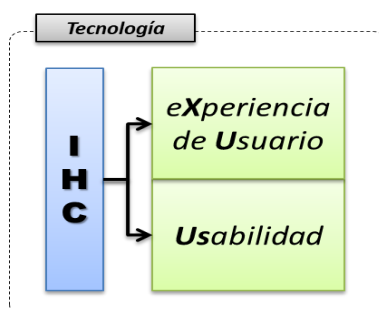 Tecnología
I
H
C
eXperiencia
de Usuario
Usabilidad